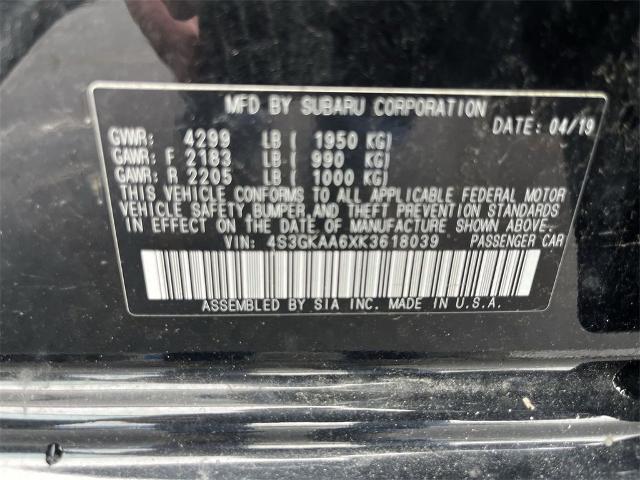 MFD BY SUBARU CORPORATION
DATE: 04/19
GVWR: 4299 LB ( 1950 KG)
GAWR: F 2183 LB ( 990 KG)
GAWR: R 2205 LB ( 1000 KG)
THIS VEHICLE CONFORMS TO ALL APPLICABLE FEDERAL MOTOR
VEHICLE SAFETY,BUMPER,AND THEFT PREVENTION STANDARDS
IN EFFECT ON THE DATE OF MANUFACTURE SHOWN ABOVE.
VIN: 4S3GKAA6XK3618039 PASSENGER CAR
ASSEMBLED BY SIA INC. MADE IN U.S.A.